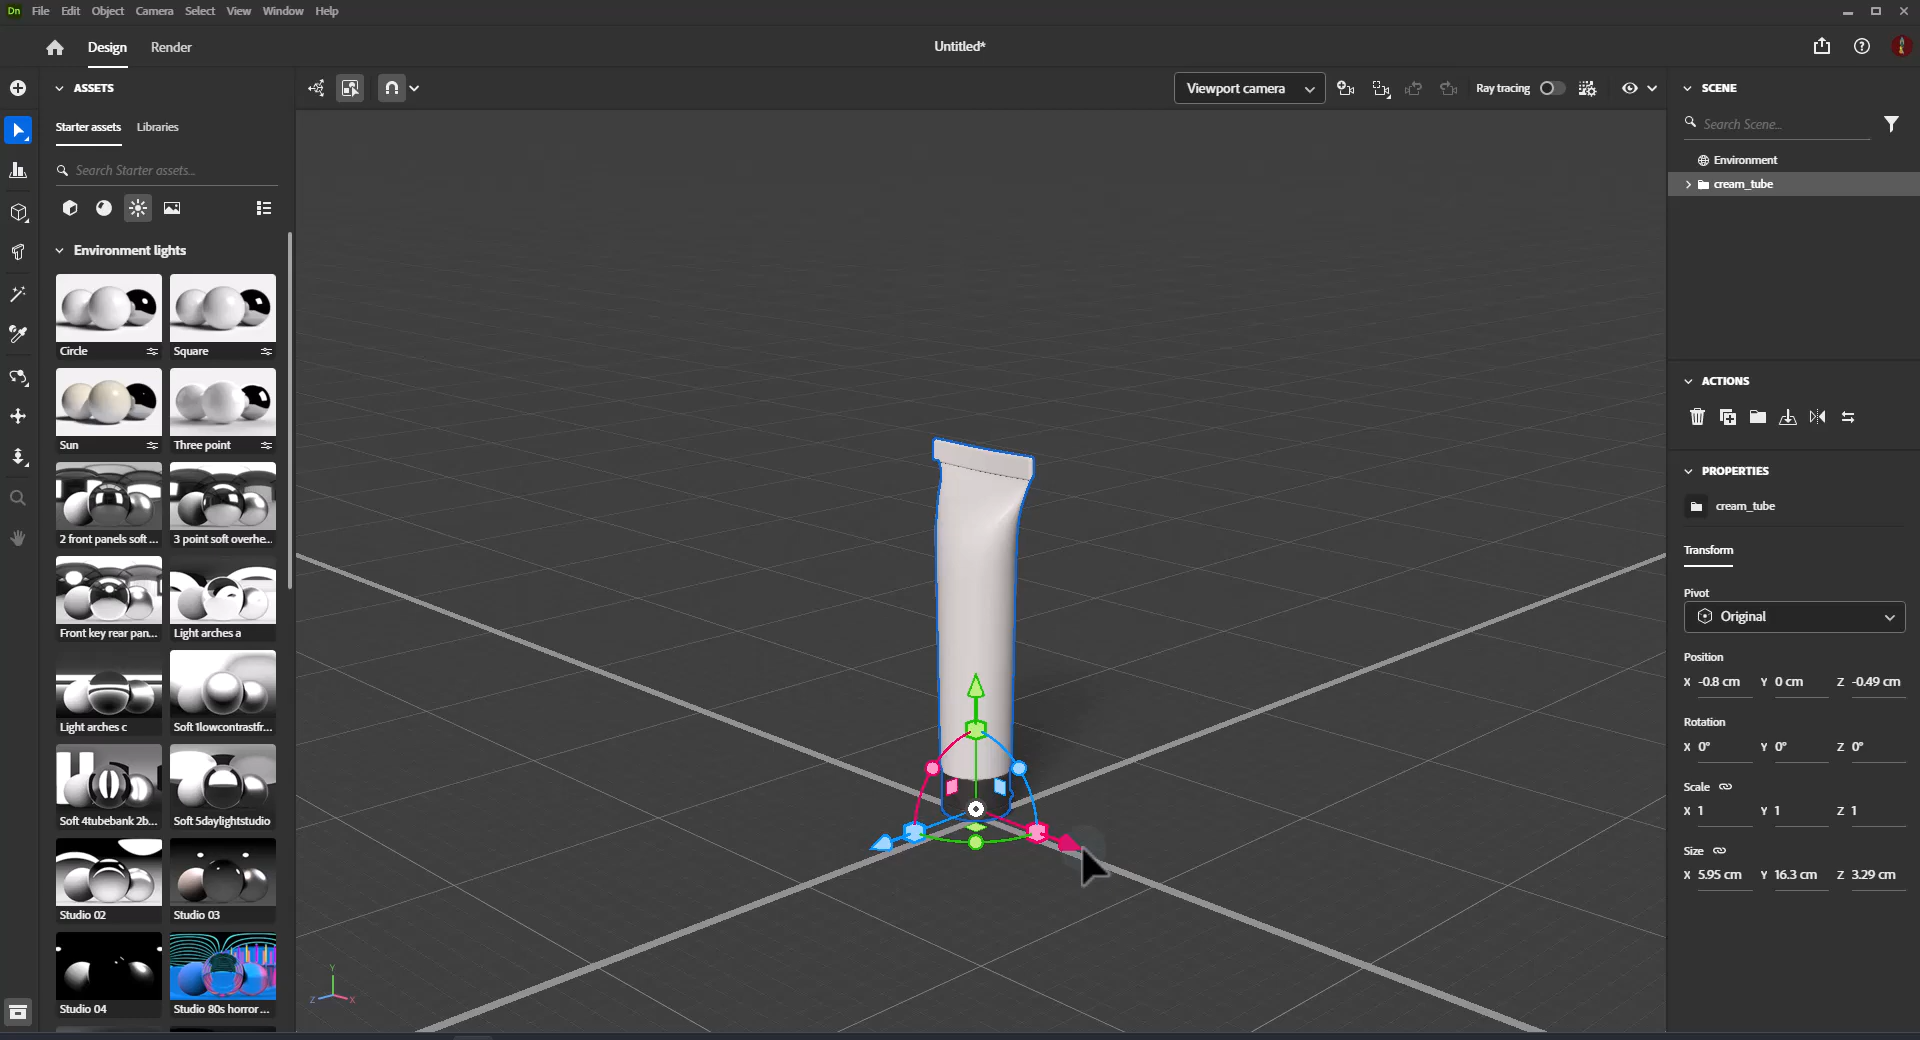 Dn File Edit Object Camera Select View Window Help
Design Render Untitled*
ASSETS
Starter assets Libraries
Search Starter assets...
Environment lights
Circle Square
Sun Three point
2 front panels soft ... 3 point soft overhe...
Front key rear pan... Light arches a
Light arches c Soft 1lowcontrastfr...
Soft 4tubebank 2b... Soft 5daylightstudio
Studio 02 Studio 03
Studio 04 Studio 80s horror ...
Viewport camera Ray tracing
Y
Z X
SCENE
Search Scene...
Environment
cream_tube
ACTIONS
PROPERTIES
cream_tube
Transform
Pivot
Original
Position
X -0.8 cm Y 0 cm Z -0.49 cm
Rotation
X 0° Y 0° Z 0°
Scale
X 1 Y 1 Z 1
Size
X 5.95 cm Y 16.3 cm Z 3.29 cm